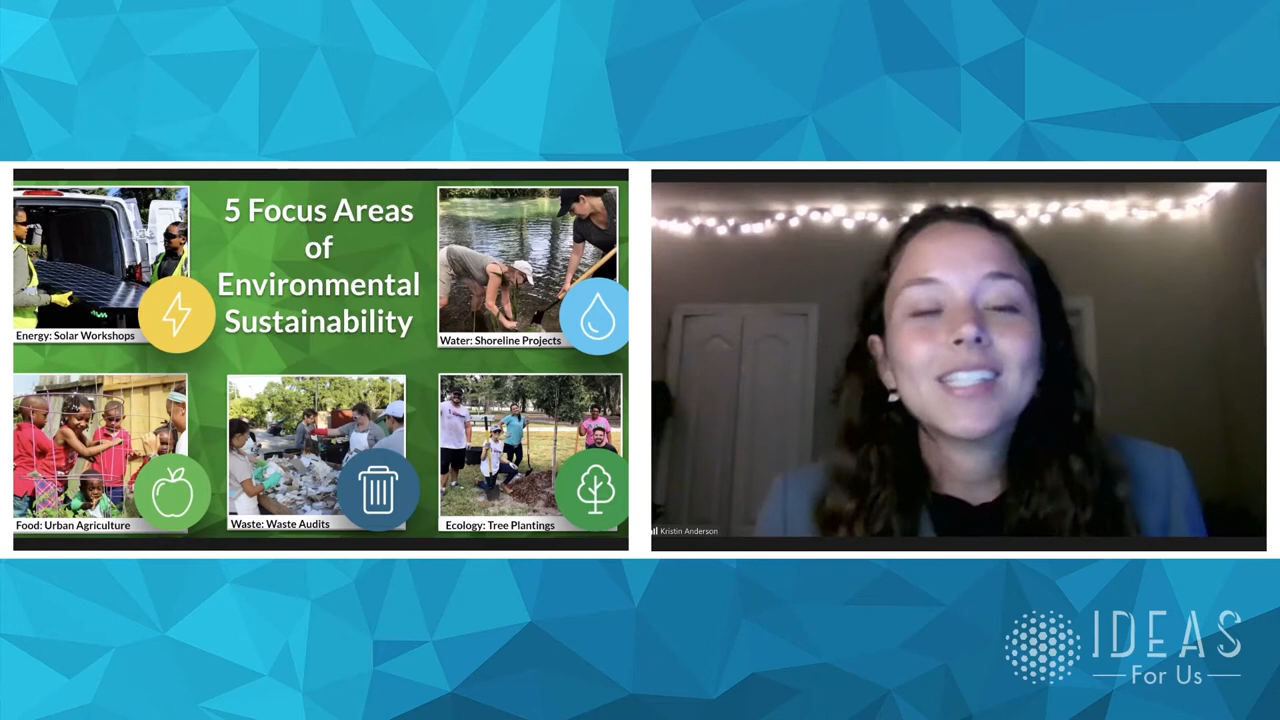 5 Focus Areas
of
Environmental
Sustainability
Energy: Solar Workshops
Water: Shoreline Projects
Food: Urban Agriculture
Waste: Waste Audits
Ecology: Tree Plantings
Kristin Anderson
IDEAS
For Us